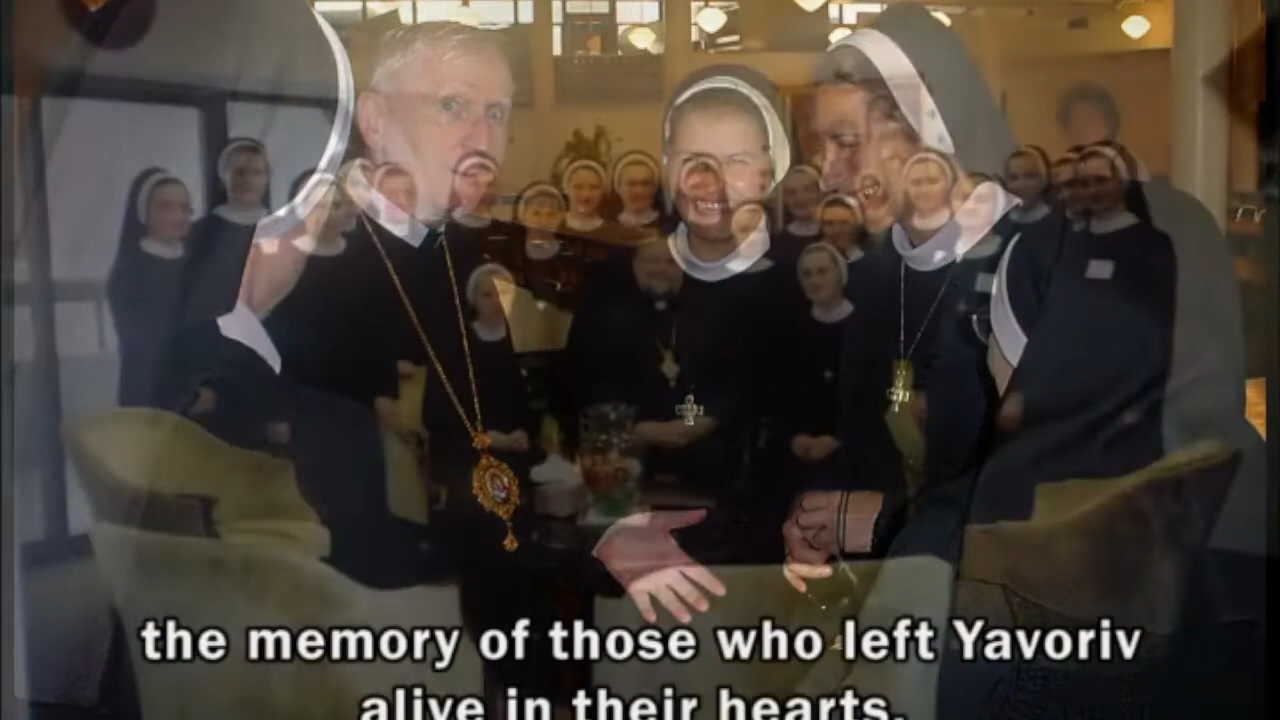 the memory of those who left Yavoriv
alive in their hearts.